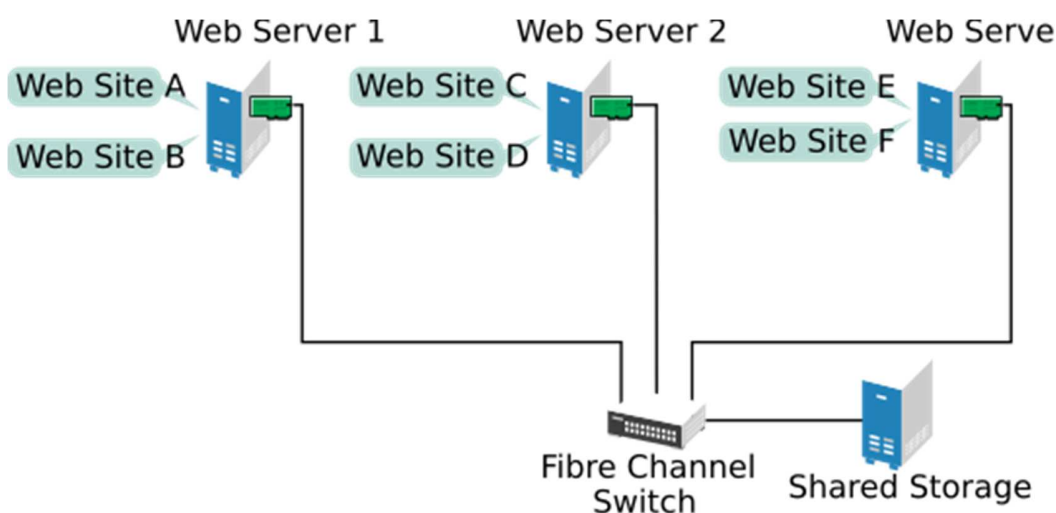 Web Server 1
Web Server 2
Web Serve
Web Site A
Web Site C
Web Site E
Web Site B
Web Site D
Web Site F
Fibre Channel
Switch
Shared Storage